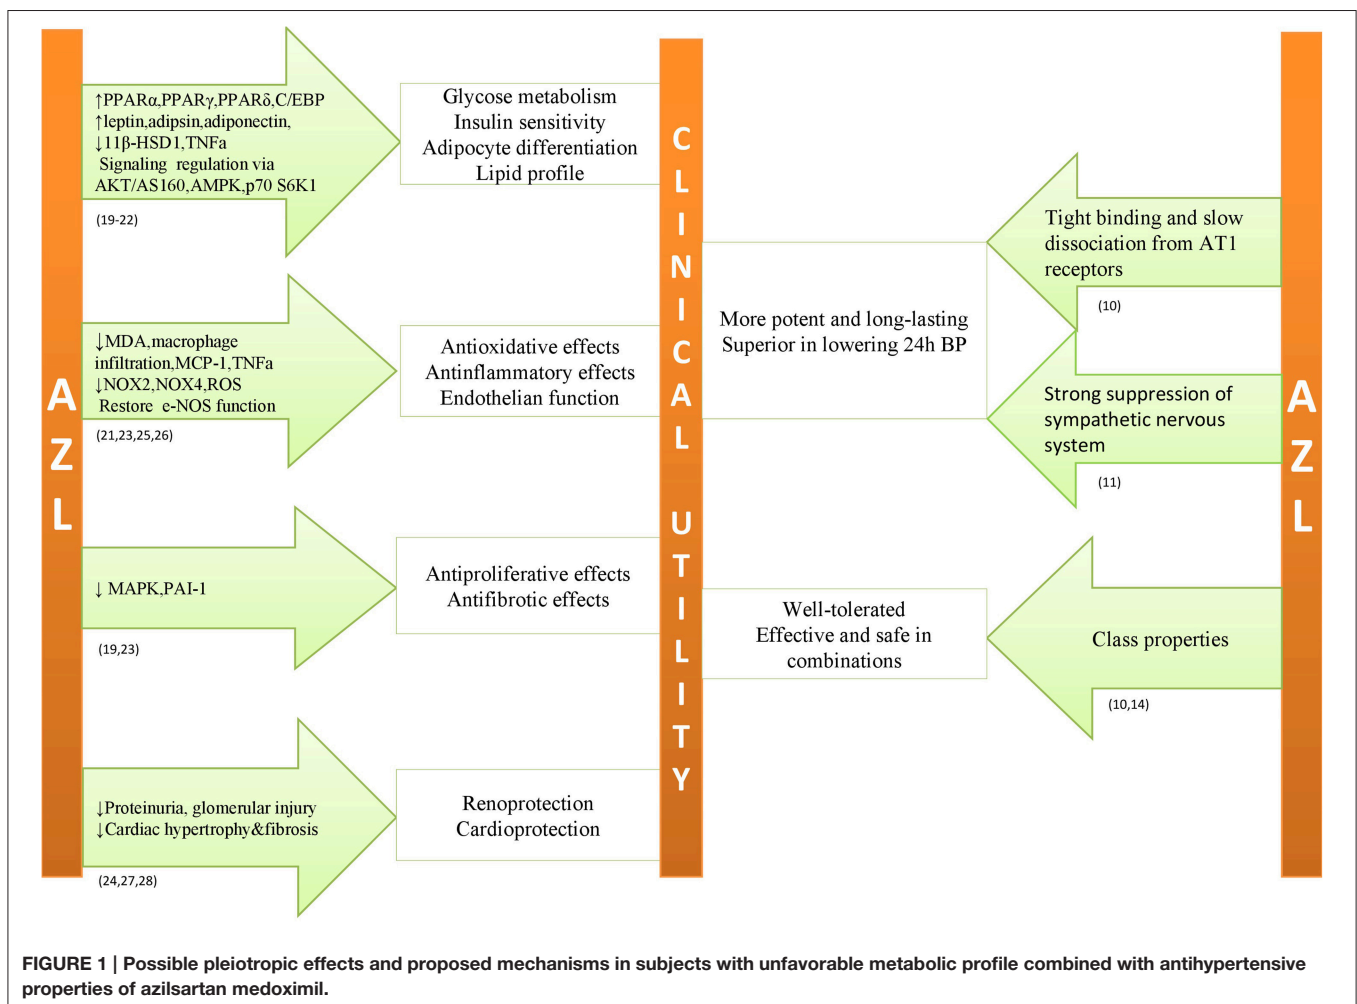 AZL
↑PPARα,PPARγ,PPARδ,C/EBP
↑leptin,adipsin,adiponectin,
↓11β-HSD1,TNFa
Signaling regulation via
AKT/AS160,AMPK,p70 S6K1
(19-22)
Glycose metabolism
Insulin sensitivity
Adipocyte differentiation
Lipid profile
↓MDA,macrophage
infiltration,MCP-1,TNFa
↓NOX2,NOX4,ROS
Restore e-NOS function
(21,23,25,26)
Antioxidative effects
Antinflammatory effects
Endothelian function
↓ MAPK,PAI-1
(19,23)
Antiproliferative effects
Antifibrotic effects
↓Proteinuria, glomerular injury
↓Cardiac hypertrophy&fibrosis
(24,27,28)
Renoprotection
Cardioprotection
CLINICAL UTILITY
More potent and long-lasting
Superior in lowering 24h BP
Tight binding and slow
dissociation from AT1
receptors
(10)
Strong suppression of
sympathetic nervous
system
(11)
Well-tolerated
Effective and safe in
combinations
Class properties
(10,14)
AZL
FIGURE 1 | Possible pleiotropic effects and proposed mechanisms in subjects with unfavorable metabolic profile combined with antihypertensive
properties of azilsartan medoximil.